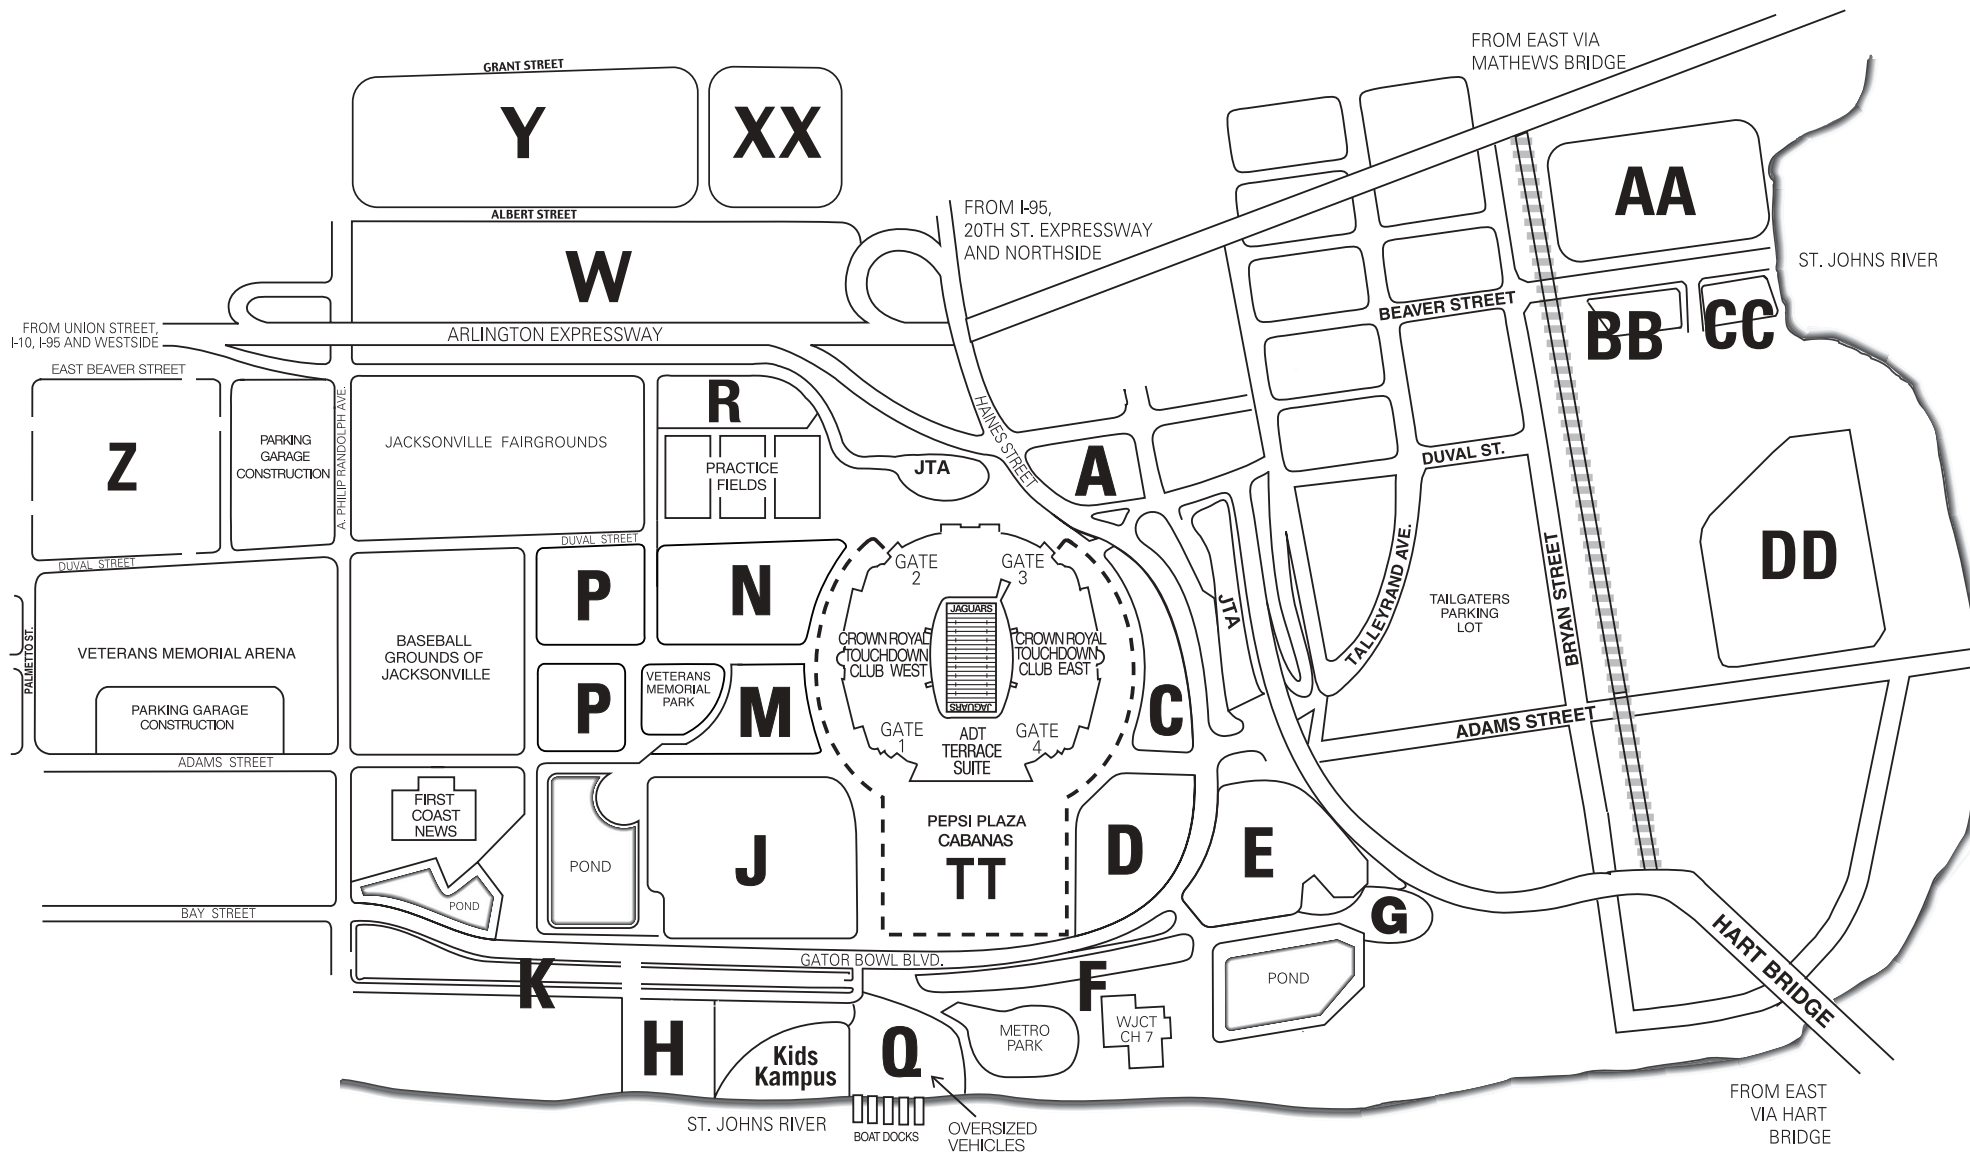 GRANT STREET
Y
XX
ALBERT STREET
W
FROM EAST VIA
MATHEWS BRIDGE
FROM I-95,
20TH ST. EXPRESSWAY
AND NORTHSIDE
AA
ST. JOHNS RIVER
BEAVER STREET
BB
CC
FROM UNION STREET,
I-10, I-95 AND WESTSIDE
ARLINGTON EXPRESSWAY
EAST BEAVER STREET
Z
PARKING
GARAGE
CONSTRUCTION
A. PHILIP RANDOLPH AVE.
JACKSONVILLE FAIRGROUNDS
R
PRACTICE
FIELDS
JTA
HAINES STREET
A
DUVAL ST.
DUVAL STREET
DUVAL STREET
DD
TALLEYRAND AVE.
BRYAN STREET
TAILGATERS
PARKING
LOT
JTA
PALMETTO ST.
VETERANS MEMORIAL ARENA
PARKING GARAGE
CONSTRUCTION
BASEBALL
GROUNDS OF
JACKSONVILLE
P
P
N
VETERANS
MEMORIAL
PARK
M
GATE
2
GATE
3
JAGUARS
CROWN ROYAL
TOUCHDOWN
CLUB WEST
CROWN ROYAL
TOUCHDOWN
CLUB EAST
JAGUARS
GATE
1
GATE
4
ADT
TERRACE
SUITE
C
ADAMS STREET
ADAMS STREET
FIRST
COAST
NEWS
POND
POND
J
PEPSI PLAZA
CABANAS
TT
D
E
G
BAY STREET
GATOR BOWL BLVD.
K
F
POND
HART BRIDGE
H
Kids
Kampus
Q
METRO
PARK
WJCT
CH 7
ST. JOHNS RIVER
BOAT DOCKS
OVERSIZED
VEHICLES
FROM EAST
VIA HART
BRIDGE